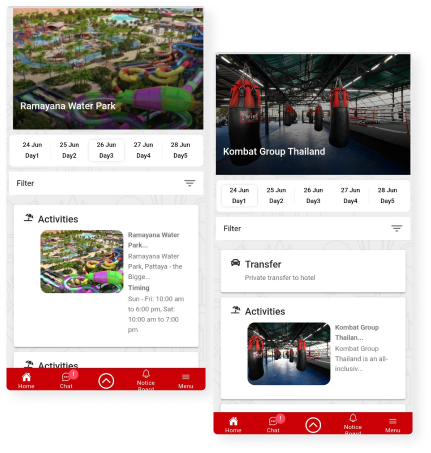 Ramayana Water Park
24 Jun 25 Jun 26 Jun 27 Jun 28 Jun
Day1 Day2 Day3 Day4 Day5
Filter
Activities
Ramayana Water
Park...
Ramayana Water
Park, Pattaya - the
Bigge...
Timing
Sun - Fri: 10:00 am
to 6:00 pm, Sat:
10:00 am to 7:00
pm
Activities
Home Chat Notice Board Menu
Kombat Group Thailand
24 Jun 25 Jun 26 Jun 27 Jun 28 Jun
Day1 Day2 Day3 Day4 Day5
Filter
Transfer
Private transfer to hotel
Activities
Kombat Group
Thailan...
Kombat Group
Thailand is an all-
inclusiv...
Home Chat Notice Board Menu